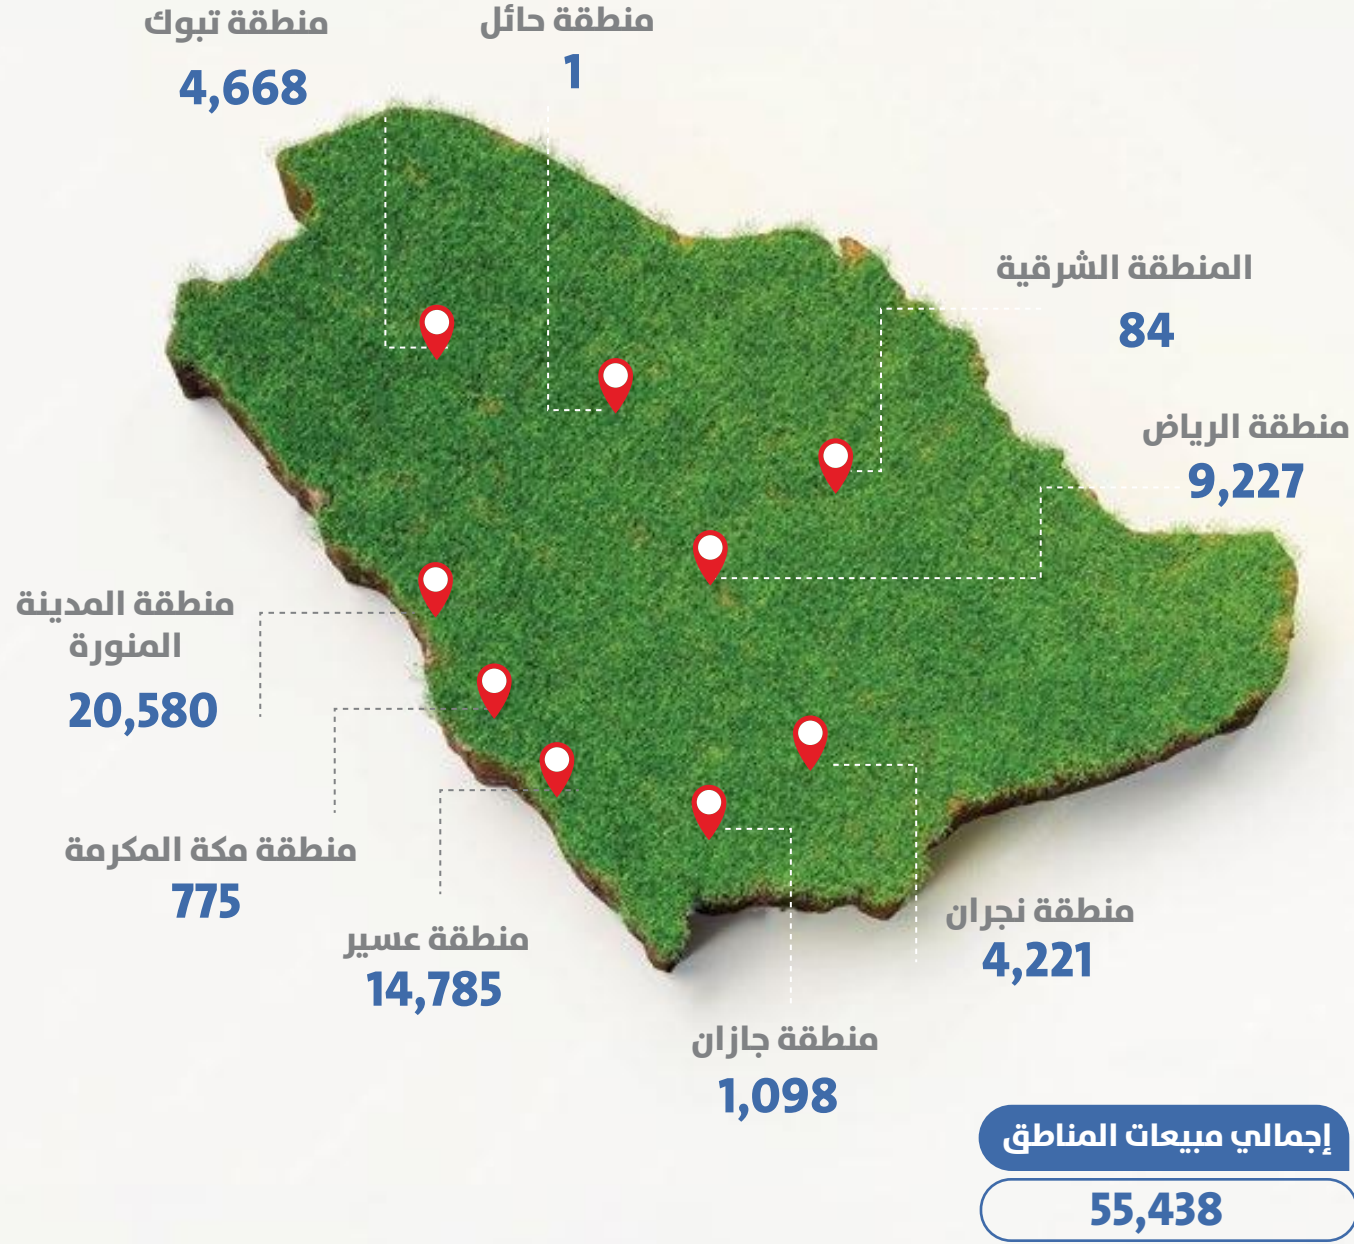 منطقة حائل
1
منطقة تبوك
4,668
المنطقة الشرقية
84
منطقة الرياض
9,227
منطقة المدينة
المنورة
20,580
منطقة مكة المكرمة
775
منطقة عسير
14,785
منطقة نجران
4,221
منطقة جازان
1,098
إجمالي مبيعات المناطق
55,438